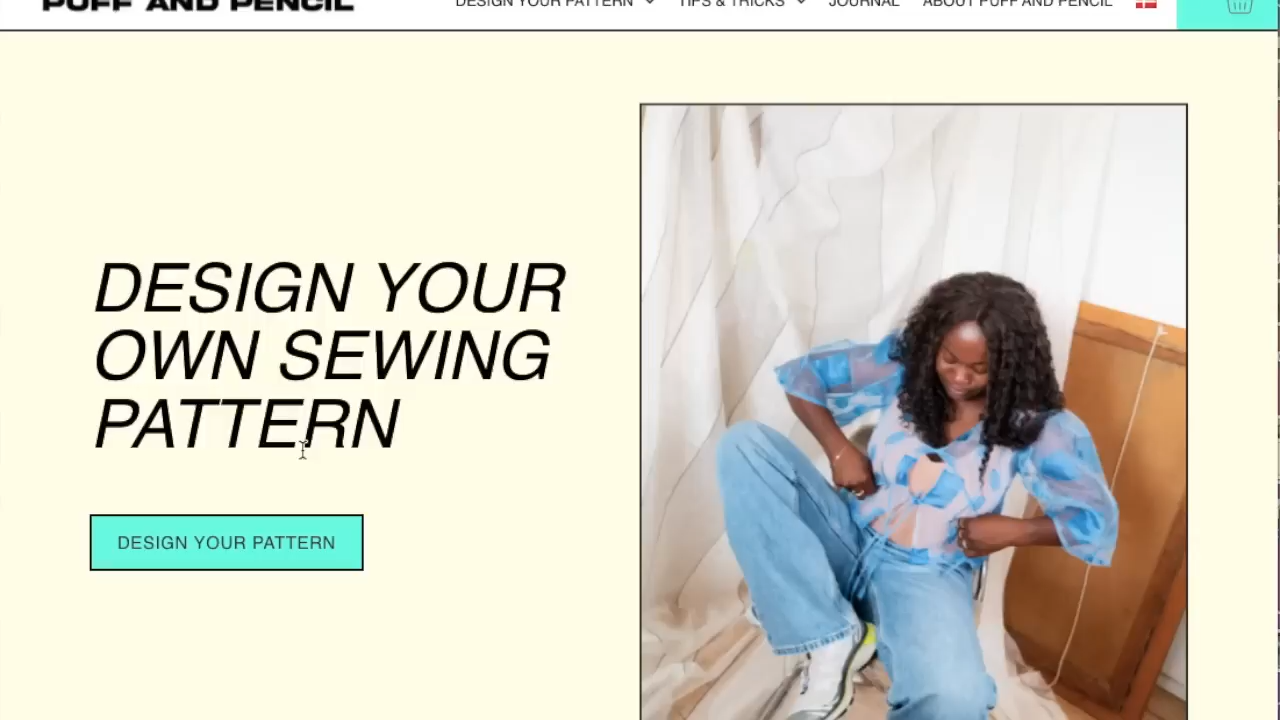 PUFF AND PENCIL
DESIGN YOUR PATTERN TIPS & TRICKS JOURNAL ABOUT PUFF AND PENCIL
DESIGN YOUR
OWN SEWING
PATTERN
DESIGN YOUR PATTERN